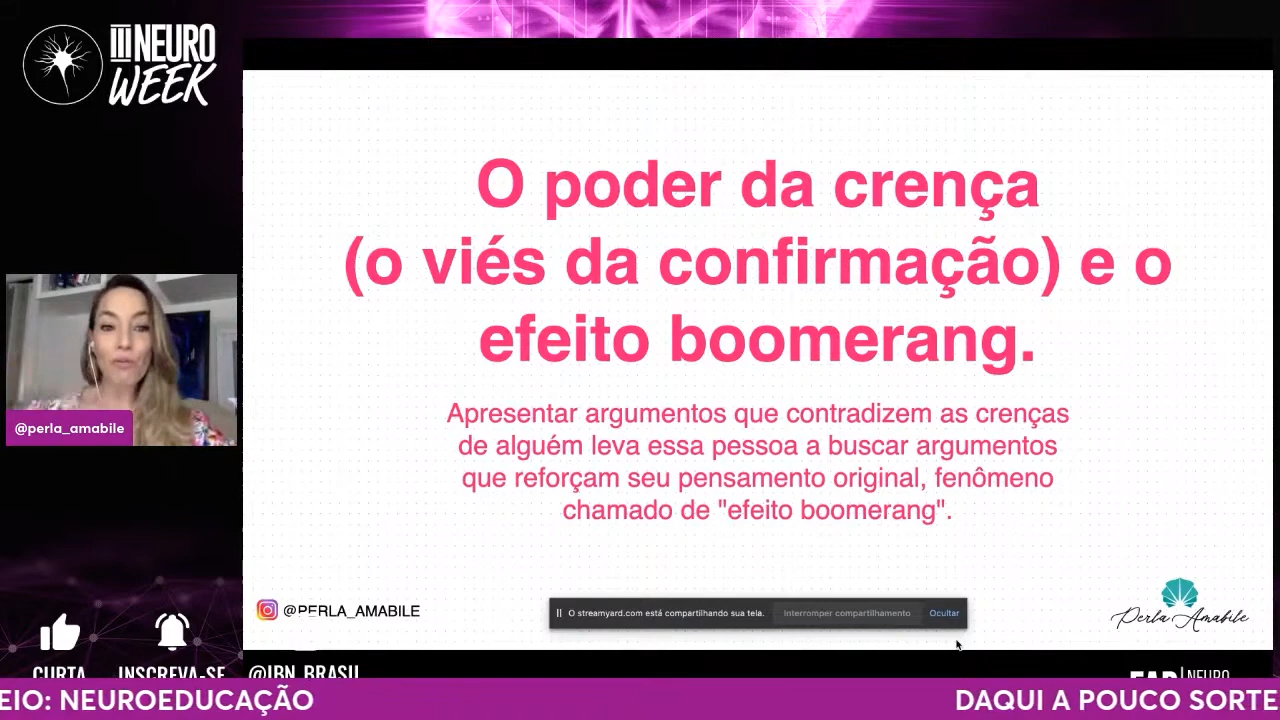 III NEURO
WEEK
O poder da crença
(o viés da confirmação) e o
efeito boomerang.
Apresentar argumentos que contradizem as crenças
de alguém leva essa pessoa a buscar argumentos
que reforçam seu pensamento original, fenômeno
chamado de "efeito boomerang".
@perla_amabile
@PERLA_AMABILE
O streamyard.com está compartilhando sua tela.
Interromper compartilhamento
Ocultar
Perla Amabile
CURTA
INSCREVA-SE
@IBN_BRASIL
NEURO
EIO: NEUROEDUCAÇÃO
DAQUI A POUCO SORTE